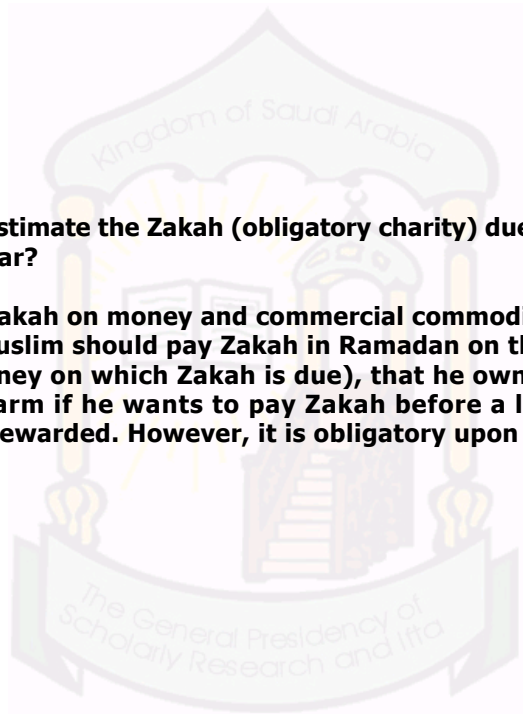 Kingdom of Saudi Arabia
stimate the Zakah (obligatory charity) due
ar?
akah on money and commercial commodi
uslim should pay Zakah in Ramadan on th
ney on which Zakah is due), that he own
arm if he wants to pay Zakah before a l
ewarded. However, it is obligatory upon
The General Presidency of
Scholarly Research and Ifta